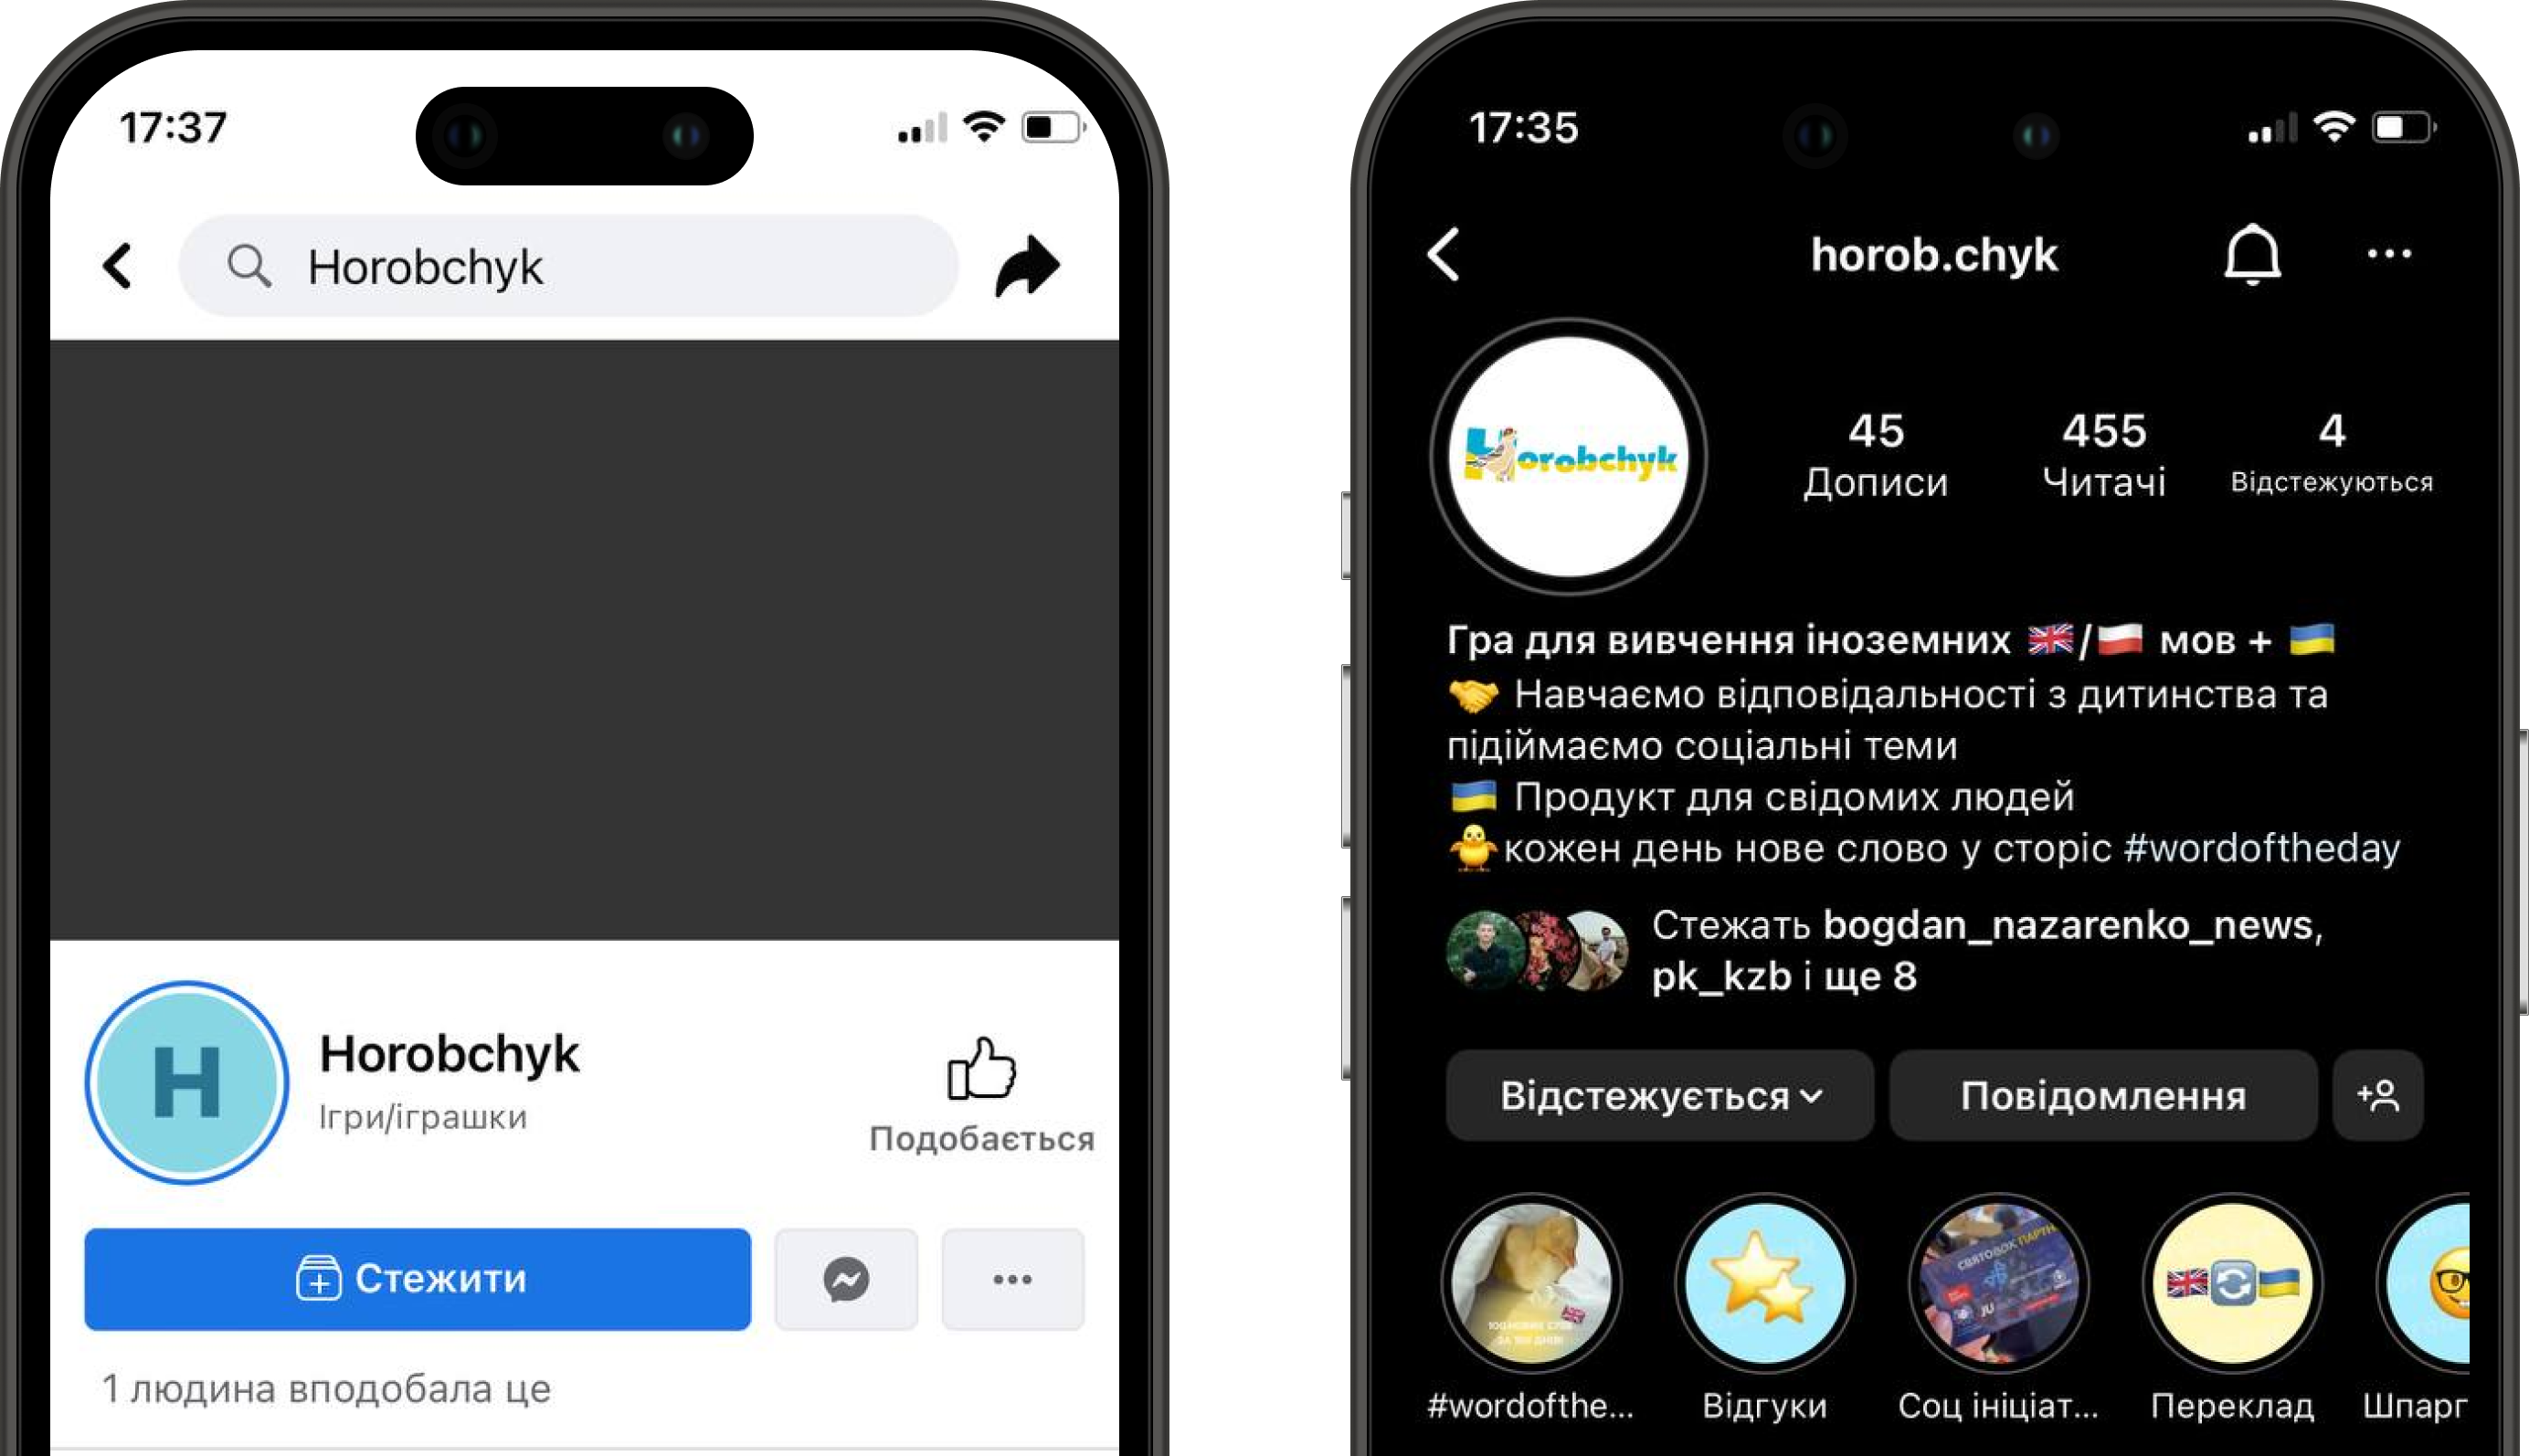 17:37
Horobchyk
H
Horobchyk
Ігри/іграшки
Подобається
Стежити
1 людина вподобала це
17:35
horob.chyk
Horobchyk
45
Дописи
455
Читачі
4
Відстежуються
Гра для вивчення іноземних 🇬🇧/🇵🇱 мов + 🇺🇦
🤝 Навчаємо відповідальності з дитинства та
підіймаємо соціальні теми
🇺🇦 Продукт для свідомих людей
🐥кожен день нове слово у сторіс #wordoftheday
Стежать bogdan_nazarenko_news,
pk_kzb і ще 8
Відстежується
Повідомлення
СВЯТОВОК ПАРТН
JU
#wordofthe...
Відгуки
Соц ініціат...
Переклад
Шпарг